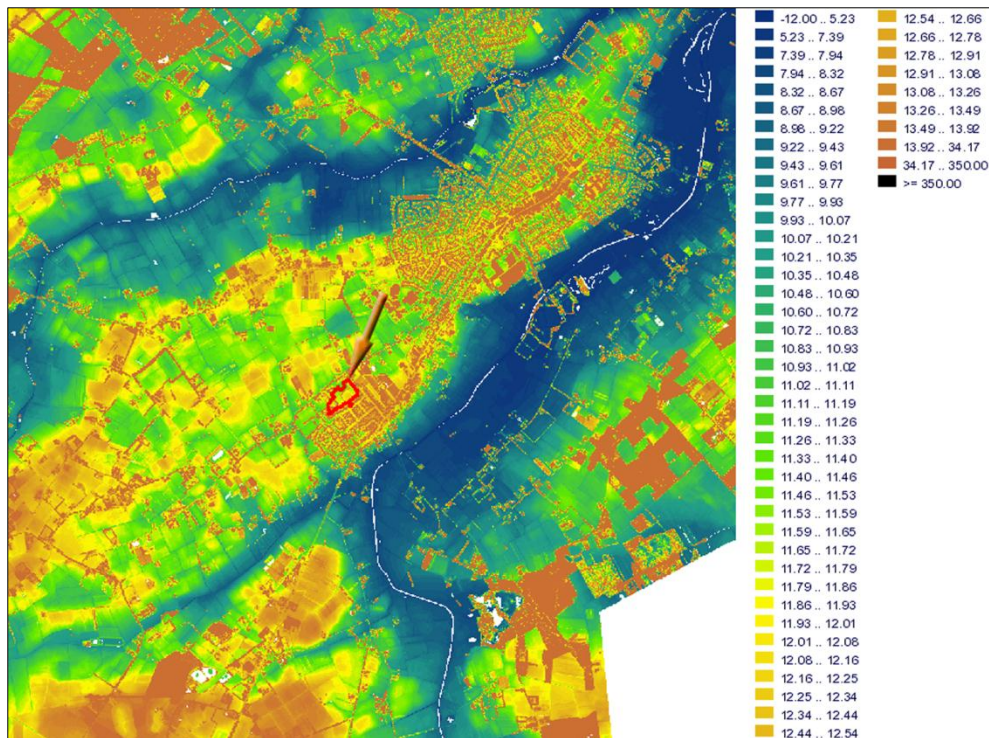 -12.00 .. 5.23
5.23 .. 7.39
7.39 .. 7.94
7.94 .. 8.32
8.32 .. 8.67
8.67 .. 8.98
8.98 .. 9.22
9.22 .. 9.43
9.43 .. 9.61
9.61 .. 9.77
9.77 .. 9.93
9.93 .. 10.07
10.07 .. 10.21
10.21 .. 10.35
10.35 .. 10.48
10.48 .. 10.60
10.60 .. 10.72
10.72 .. 10.83
10.83 .. 10.93
10.93 .. 11.02
11.02 .. 11.11
11.11 .. 11.19
11.19 .. 11.26
11.26 .. 11.33
11.33 .. 11.40
11.40 .. 11.46
11.46 .. 11.53
11.53 .. 11.59
11.59 .. 11.65
11.65 .. 11.72
11.72 .. 11.79
11.79 .. 11.86
11.86 .. 11.93
11.93 .. 12.01
12.01 .. 12.08
12.08 .. 12.16
12.16 .. 12.25
12.25 .. 12.34
12.34 .. 12.44
12.44 .. 12.54
12.54 .. 12.66
12.66 .. 12.78
12.78 .. 12.91
12.91 .. 13.08
13.08 .. 13.26
13.26 .. 13.49
13.49 .. 13.92
13.92 .. 34.17
34.17 .. 350.00
>= 350.00